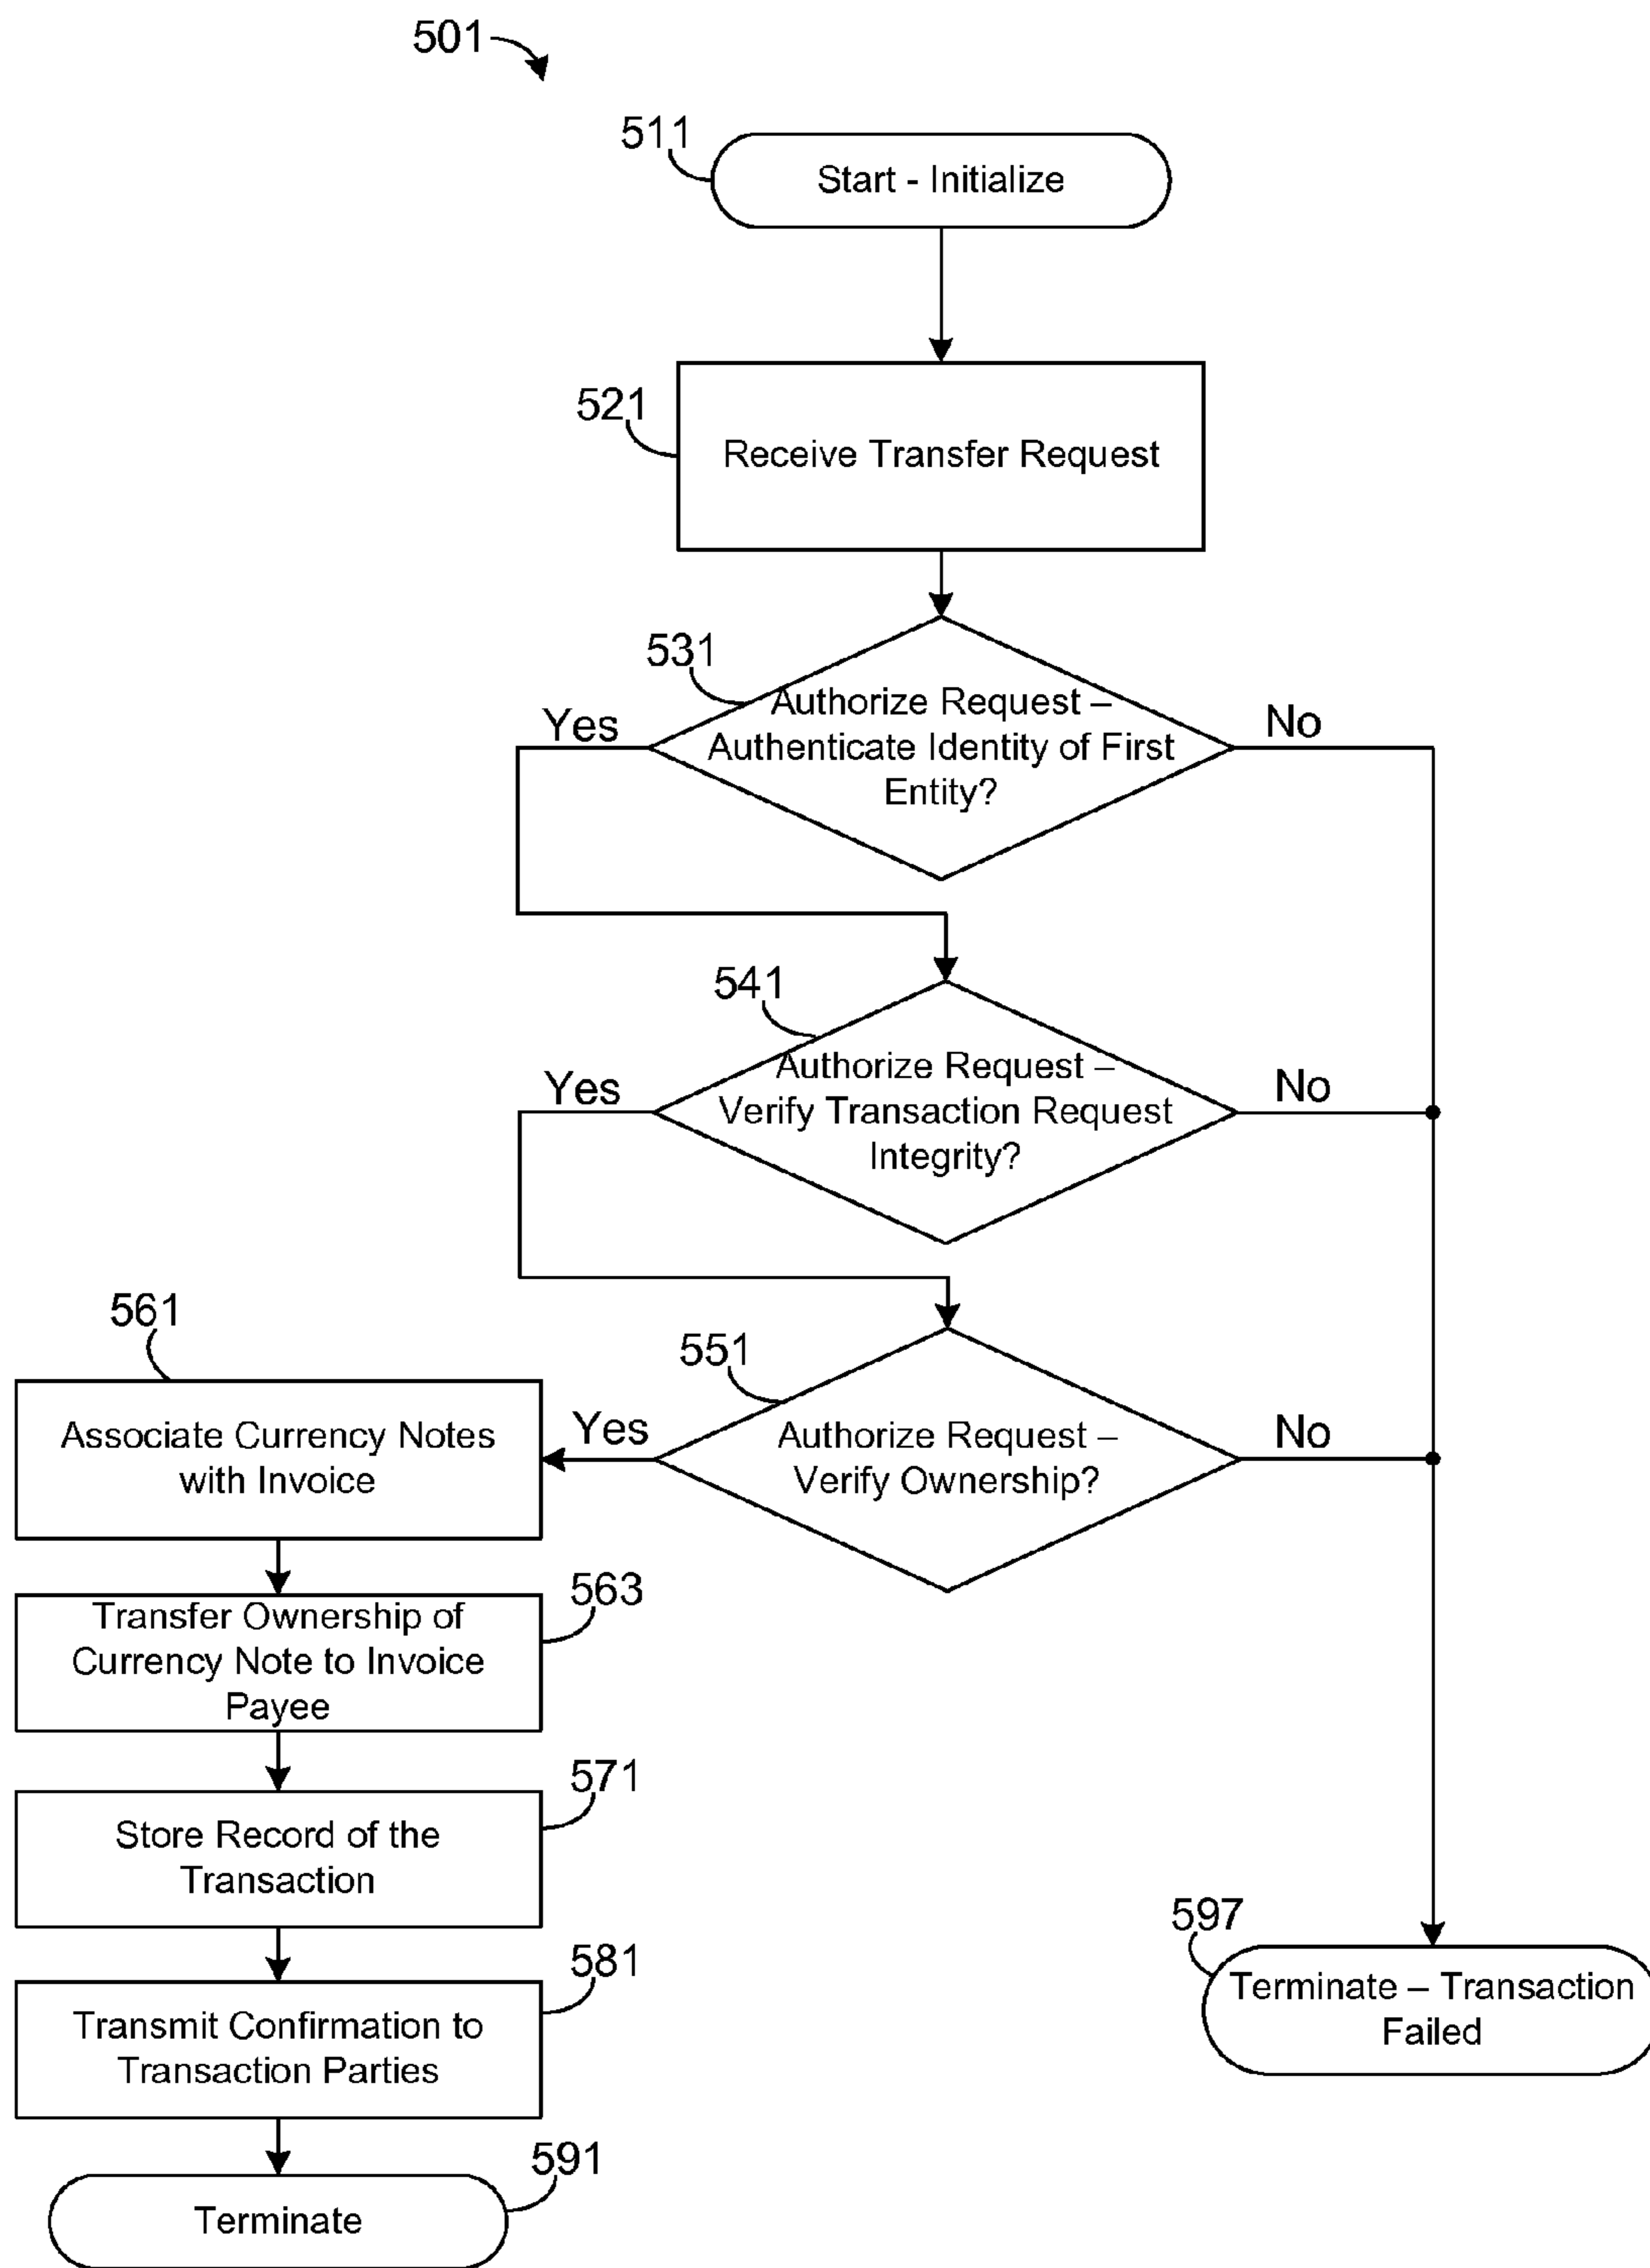 501
511
Start - Initialize
521
Receive Transfer Request
531
Authorize Request –
Authenticate Identity of First
Entity?
Yes
No
541
Authorize Request –
Verify Transaction Request
Integrity?
Yes
No
551
Authorize Request –
Verify Ownership?
Yes
No
561
Associate Currency Notes
with Invoice
563
Transfer Ownership of
Currency Note to Invoice
Payee
571
Store Record of the
Transaction
581
Transmit Confirmation to
Transaction Parties
591
Terminate
597
Terminate – Transaction
Failed